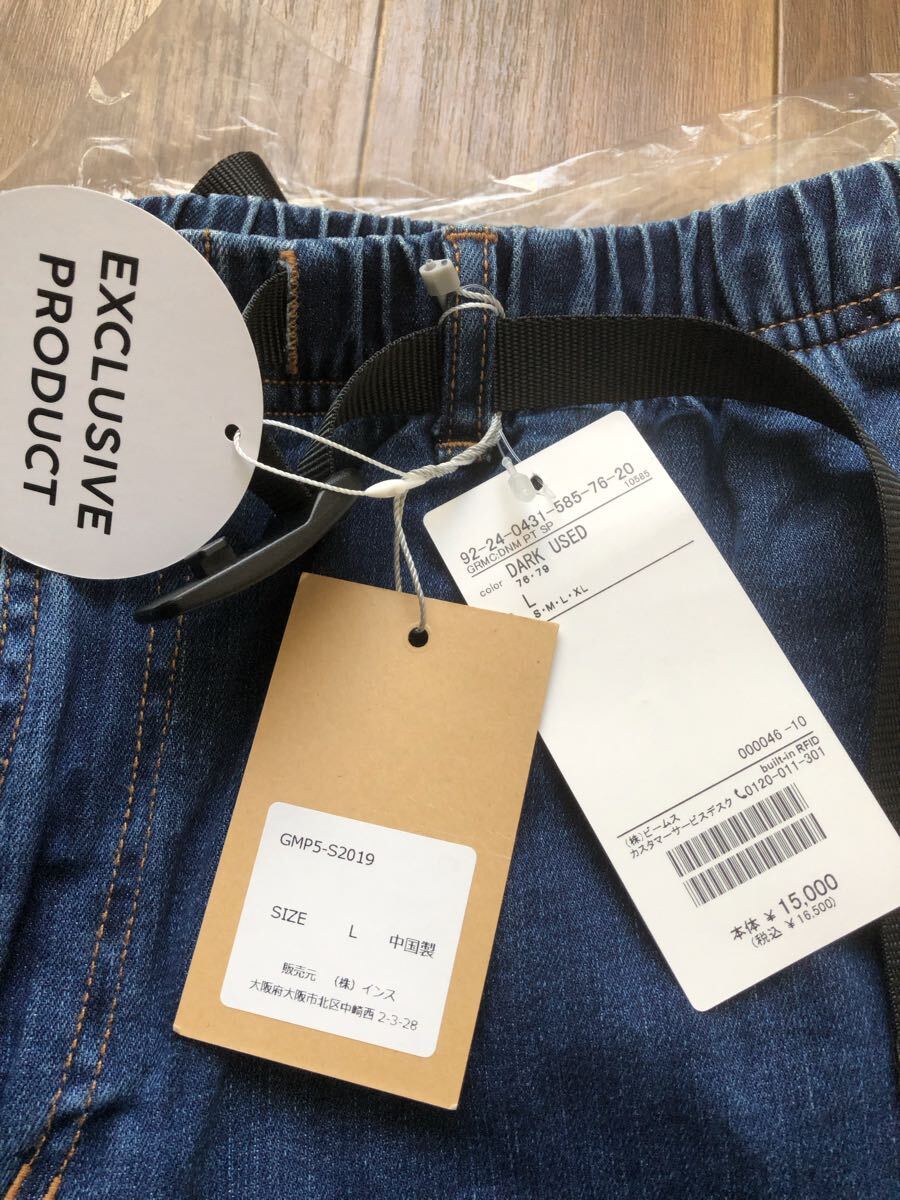 EXCLUSIVE
PRODUCT
92-24-0431-585-76-20
GRMC:DNM PT SP
10585
color DARK USED
76・79
L
S・M・L・XL
000046 -10
built-in RFID
(株)ビームス
カスタマーサービスデスク 0120-011-301
本体 ¥ 15,000
(税込 ¥ 16,500)
GMP5-S2019
SIZE L 中国製
販売元 (株) インス
大阪府大阪市北区中崎西 2-3-28